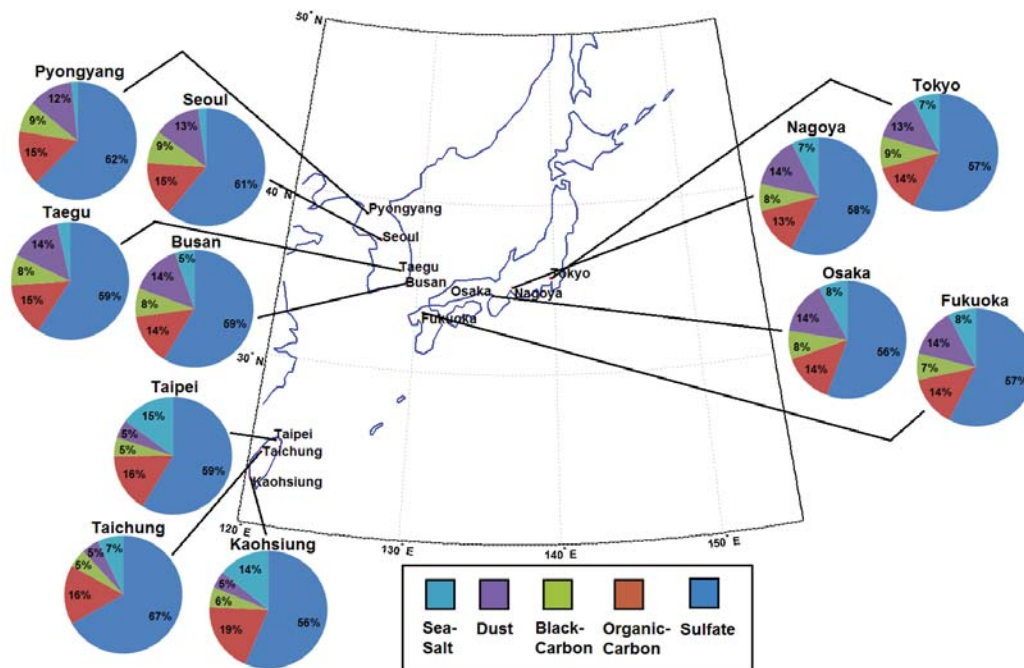 50° N
40° N
30° N
120° E
130° E
140° E
150° E
Pyongyang
12%
9%
15%
62%
Seoul
13%
9%
15%
61%
Taegu
14%
8%
15%
59%
Busan
5%
14%
8%
14%
59%
Taipei
15%
5%
5%
16%
59%
Taichung
7%
5%
5%
16%
67%
Kaohsiung
14%
5%
6%
19%
56%
Tokyo
7%
13%
9%
14%
57%
Nagoya
7%
14%
8%
13%
58%
Osaka
8%
14%
8%
14%
56%
Fukuoka
8%
14%
7%
14%
57%
Pyongyang
Seoul
Taegu
Busan
Tokyo
Osaka
Nagoya
Fukuoka
Taipei
Taichung
Kaohsiung
Sea-
Salt
Dust
Black-
Carbon
Organic-
Carbon
Sulfate